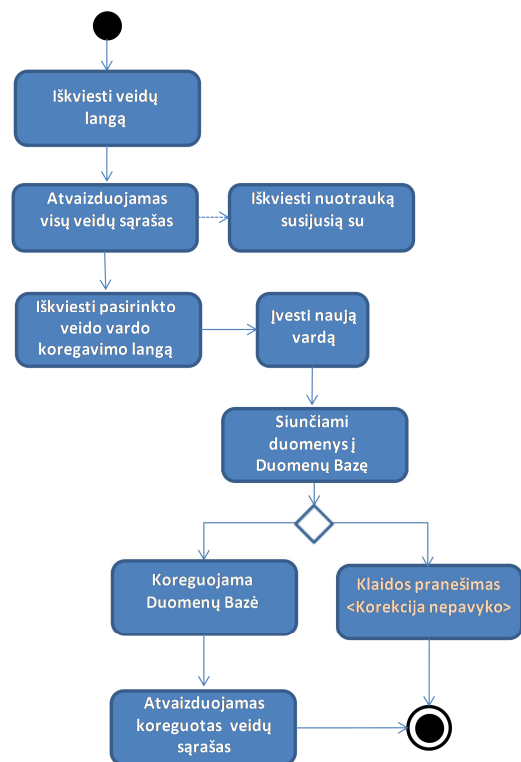 Iškviesti veidų
langą
Atvaizduojamas
visų veidų sąrašas
Iškviesti nuotrauką
susijusią su
Iškviesti pasirinkto
veido vardo
koregavimo langą
Įvesti naują
vardą
Siunčiami
duomenys į
Duomenų Bazę
Koreguojama
Duomenų Bazė
Klaidos pranešimas
<Korekcija nepavyko>
Atvaizduojamas
koreguotas veidų
sąrašas